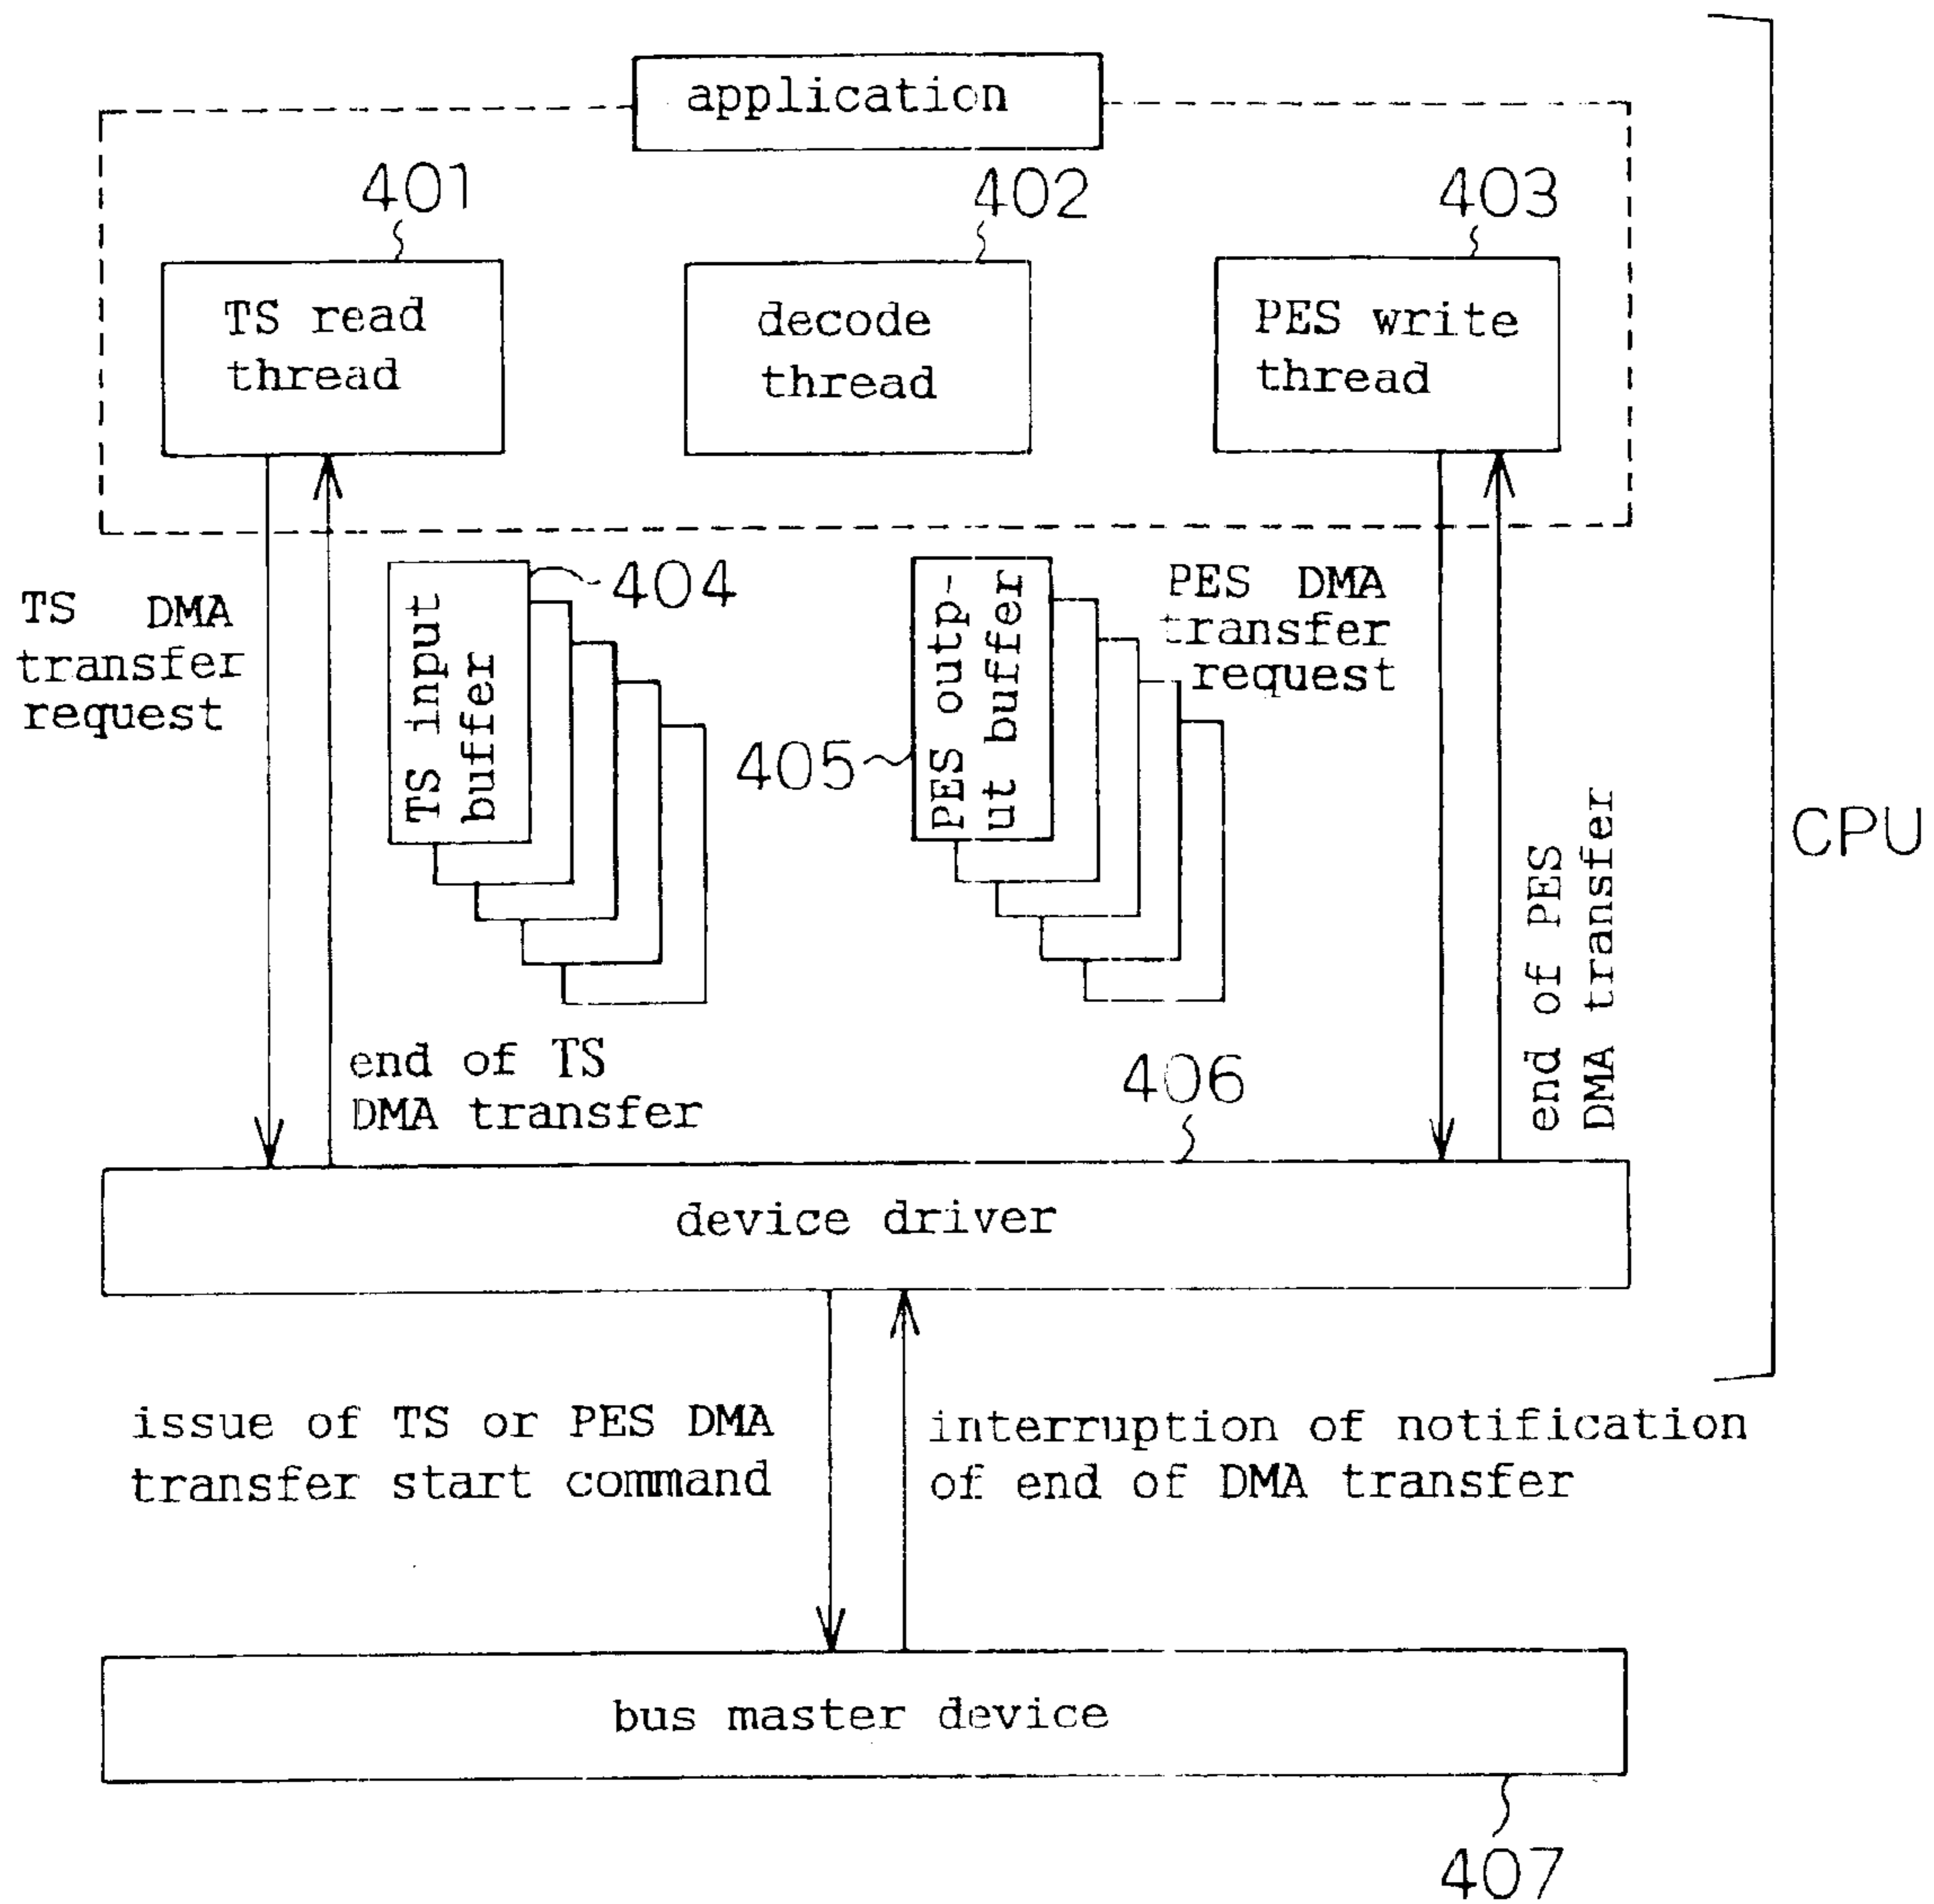 application
401
402
403
TS read
thread
decode
thread
PES write
thread
TS DMA
transfer
request
404
TS input
buffer
405
PES outp-
ut buffer
PES DMA
transfer
request
CPU
end of TS
DMA transfer
end of PES
DMA transfer
406
device driver
issue of TS or PES DMA
transfer start command
interruption of notification
of end of DMA transfer
bus master device
407